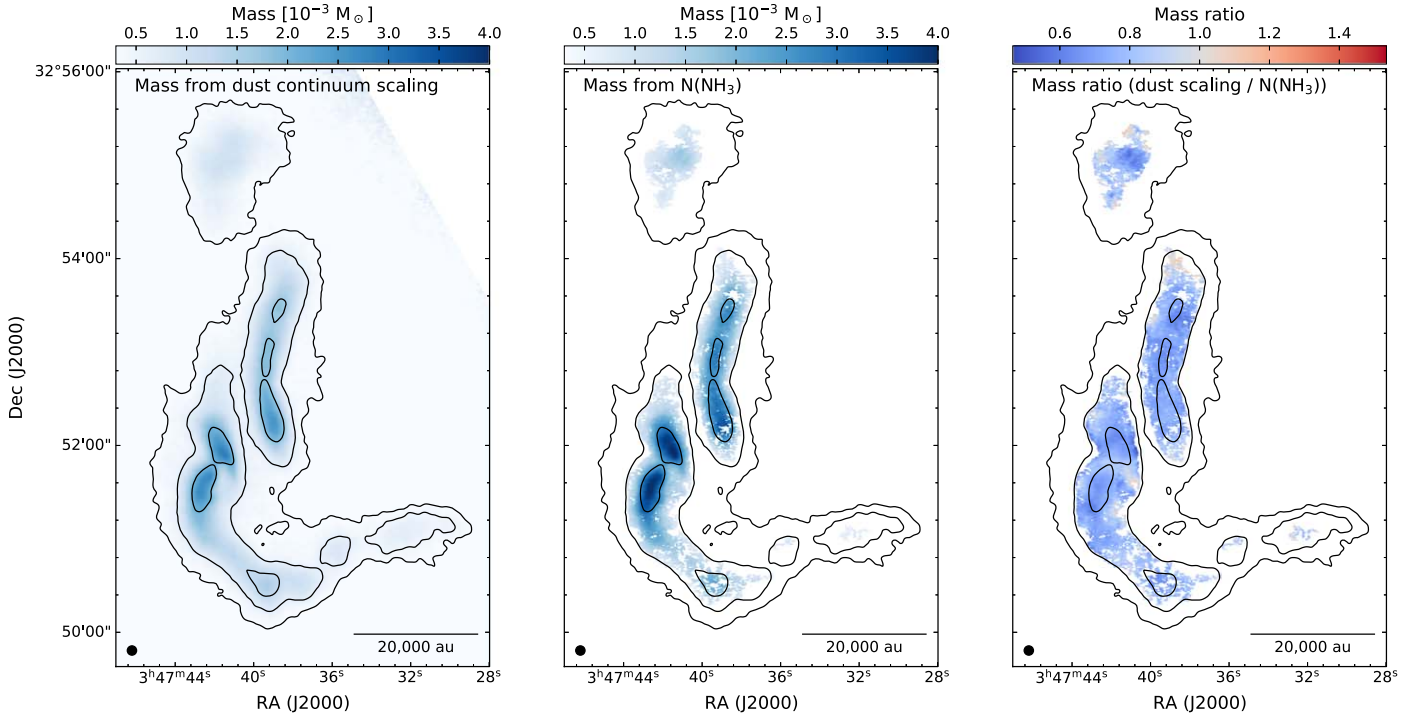 Mass [10⁻³ M⊙]
0.5 1.0 1.5 2.0 2.5 3.0 3.5 4.0
Mass from dust continuum scaling
32°56'00"
54'00"
52'00"
50'00"
Dec (J2000)
20,000 au
3ʰ47ᵐ44ˢ 40ˢ 36ˢ 32ˢ 28ˢ
RA (J2000)
Mass [10⁻³ M⊙]
0.5 1.0 1.5 2.0 2.5 3.0 3.5 4.0
Mass from N(NH₃)
20,000 au
3ʰ47ᵐ44ˢ 40ˢ 36ˢ 32ˢ 28ˢ
RA (J2000)
Mass ratio
0.6 0.8 1.0 1.2 1.4
Mass ratio (dust scaling / N(NH₃))
20,000 au
3ʰ47ᵐ44ˢ 40ˢ 36ˢ 32ˢ 28ˢ
RA (J2000)